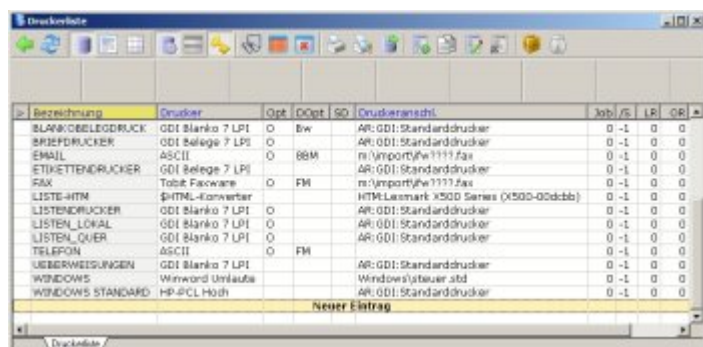 Druckerliste
> Bezeichnung Drucker Opt DOpt SD Druckeranschl. Job /S LR OR
BLANKOBELEGDRUCK GDI Blanko 7 LPI O Bw AR:GDI:Standarddrucker 0 -1 0 0
BRIEFDRUCKER GDI Belege 7 LPI AR:GDI:Standarddrucker 0 -1 0 0
EMAIL ASCII O 8BM m:\import\fw????.fax 0 -1 0 0
ETIKETTENDRUCKER GDI Belege 7 LPI AR:GDI:Standarddrucker 0 -1 0 0
FAX Tobit Faxware O FM m:\import\fw????.fax 0 -1 0 0
LISTE-HTM $HTML-Konverter HTM:Lexmark X500 Series (X500-00dcbb) 0 -1 0 0
LISTENDRUCKER GDI Blanko 7 LPI O AR:GDI:Standarddrucker 0 -1 0 0
LISTEN_LOKAL GDI Blanko 7 LPI O AR:GDI:Standarddrucker 0 -1 0 0
LISTEN_QUER GDI Blanko 7 LPI O AR:GDI:Standarddrucker 0 -1 0 0
TELEFON ASCII O FM 0 -1 0 0
UEBERWEISUNGEN GDI Blanko 7 LPI AR:GDI:Standarddrucker 0 -1 0 0
WINDOWS Winword Umlaute Windows\steuer.std 0 -1 0 0
WINDOWS STANDARD HP-PCL Hoch AR:GDI:Standarddrucker 0 -1 0 0
Neuer Eintrag
Druckerliste